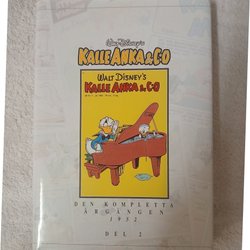 Walt Disney's
KALLE ANKA & C:O
WALT DISNEY'S
KALLE ANKA & C:O
DEN KOMPLETTA
ÅRGÅNGEN
1952
DEL 2